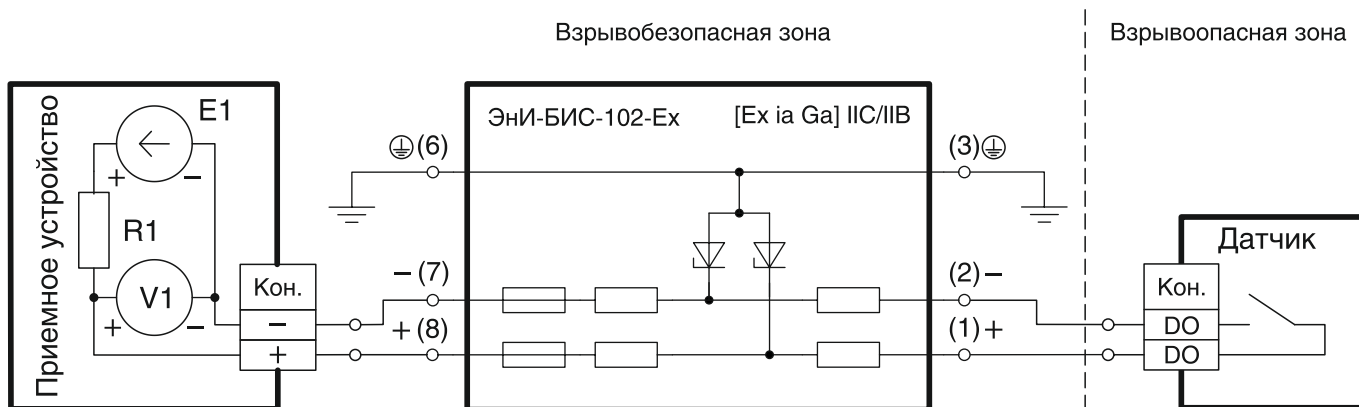 Взрывобезопасная зона
Взрывоопасная зона
Приемное устройство
E1
+
−
R1
V1
+
−
Кон.
−
+
(6)
− (7)
+ (8)
ЭнИ-БИС-102-Ex
[Ex ia Ga] IIC/IIB
(3)
(2) −
(1) +
Датчик
Кон.
DO
DO